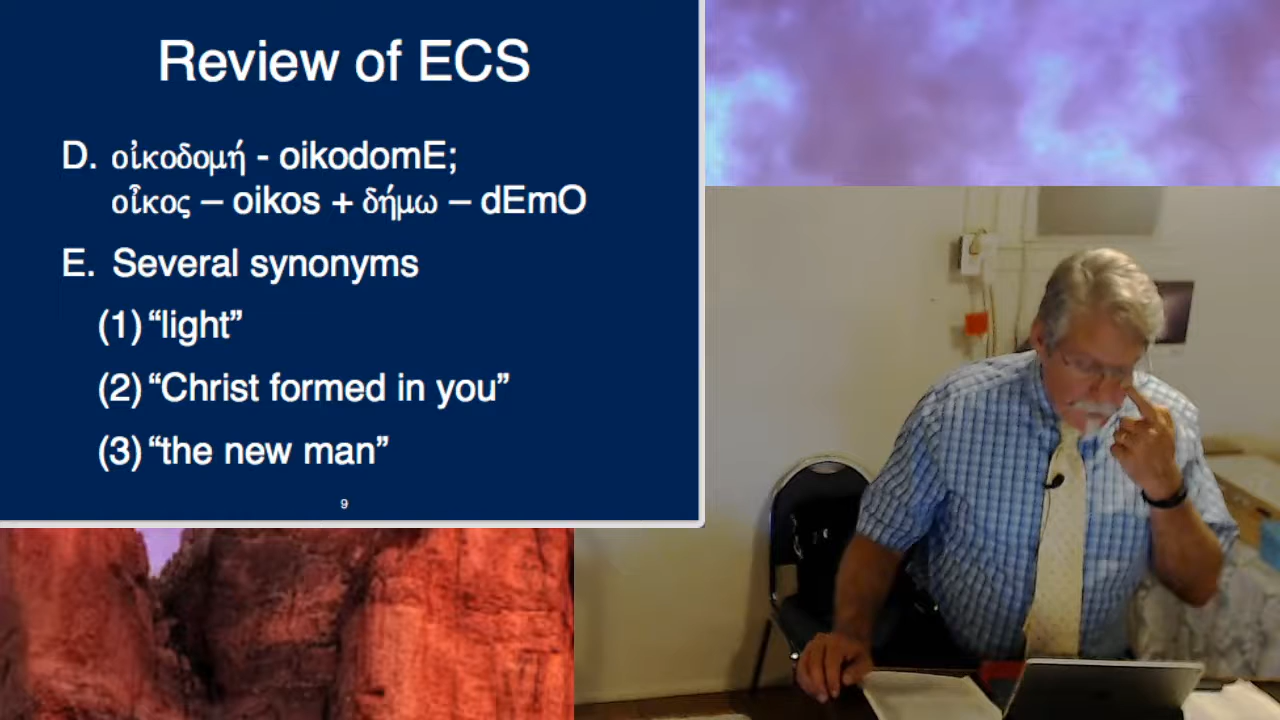 Review of ECS
D. οἰκοδομή - oikodomE;
οἶκος – oikos + δήμω – dEmO
E. Several synonyms
(1) “light”
(2) “Christ formed in you”
(3) “the new man”
9